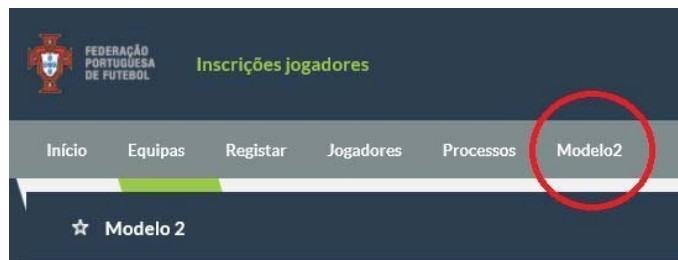 FEDERAÇÃO
PORTUGUESA
DE FUTEBOL
Inscrições jogadores
Início Equipas Registar Jogadores Processos Modelo2
Modelo 2